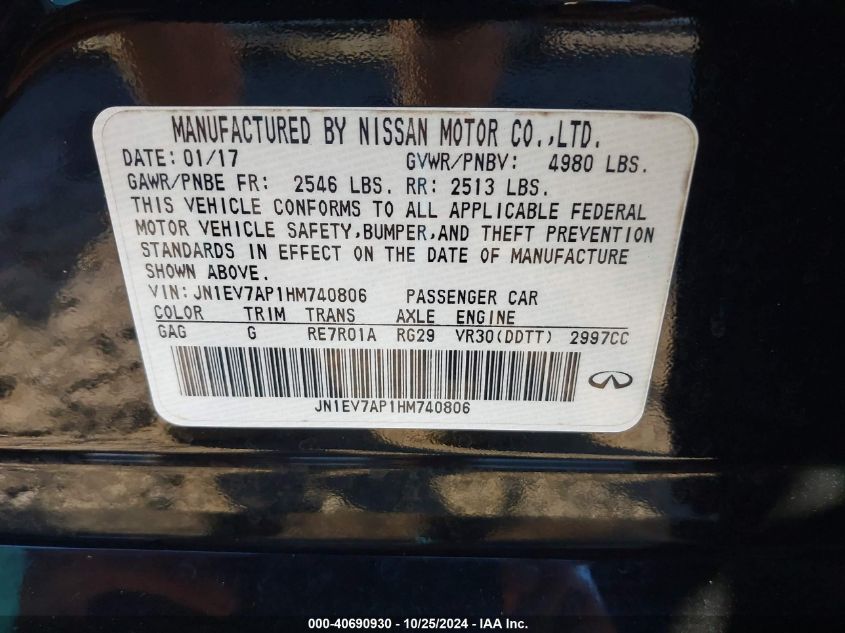 MANUFACTURED BY NISSAN MOTOR CO.,LTD.
DATE: 01/17 GVWR/PNBV: 4980 LBS.
GAWR/PNBE FR: 2546 LBS. RR: 2513 LBS.
THIS VEHICLE CONFORMS TO ALL APPLICABLE FEDERAL
MOTOR VEHICLE SAFETY,BUMPER,AND THEFT PREVENTION
STANDARDS IN EFFECT ON THE DATE OF MANUFACTURE
SHOWN ABOVE.
VIN: JN1EV7AP1HM740806 PASSENGER CAR
COLOR TRIM TRANS AXLE ENGINE
GAG G RE7R01A RG29 VR30(DDTT) 2997CC
JN1EV7AP1HM740806
000-40690930 - 10/25/2024 - IAA, Inc.